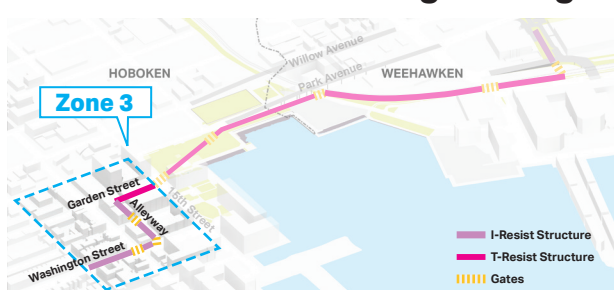 Willow Avenue
HOBOKEN
Park Avenue
WEEHAWKEN
Zone 3
Garden Street
Alleyway
15th Street
Washington Street
I-Resist Structure
T-Resist Structure
Gates